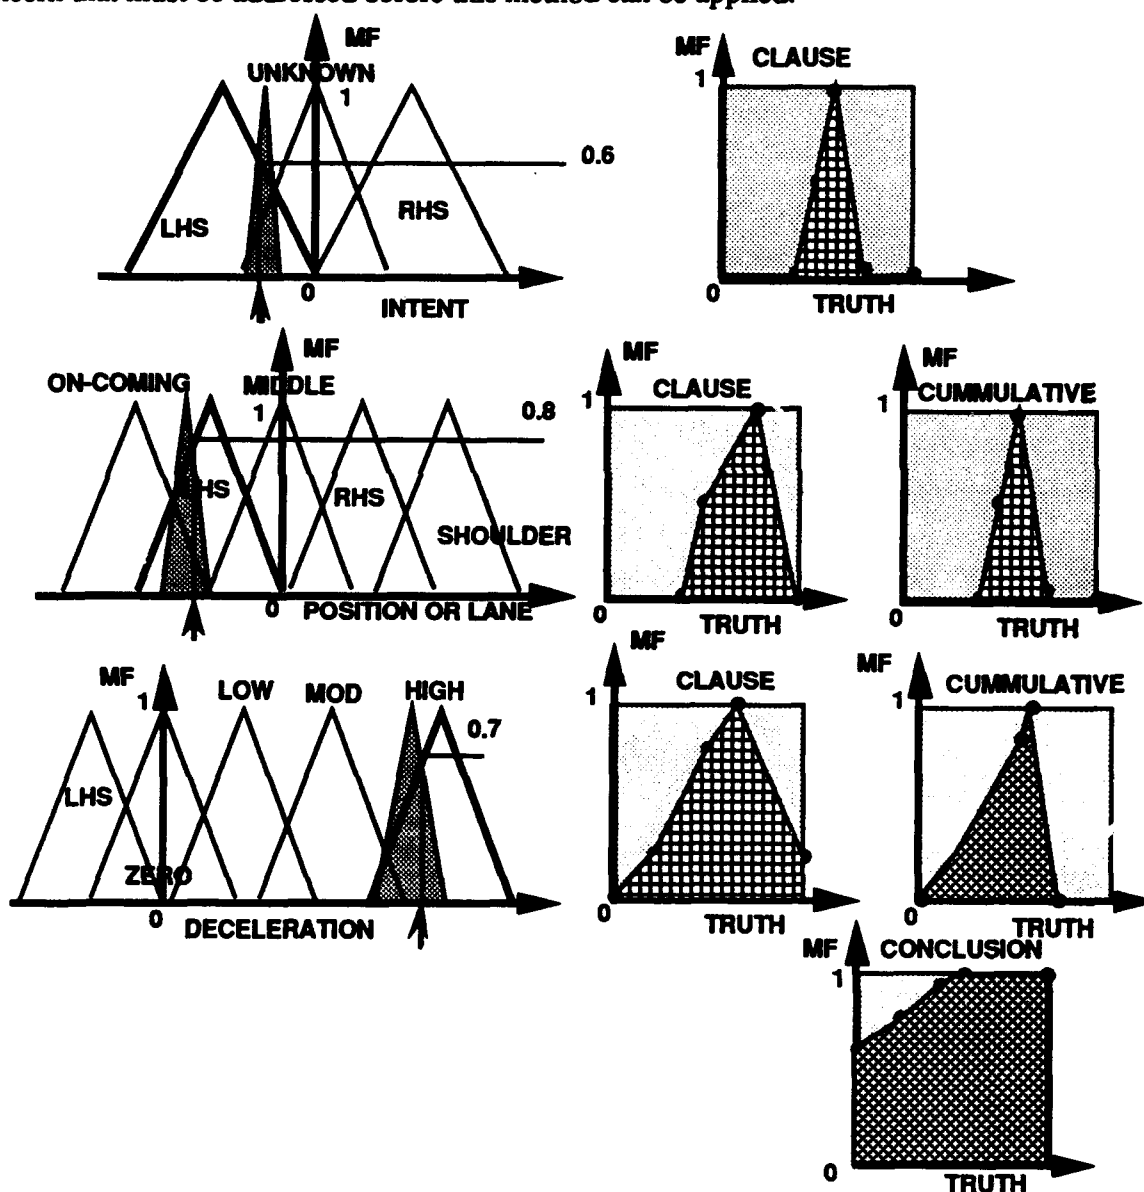 MF
UNKNOWN
1
0.6
LHS
RHS
0
INTENT
MF
CLAUSE
1
0
TRUTH
MF
ON-COMING
MIDDLE
1
0.8
RHS
SHOULDER
0
POSITION OR LANE
MF
CLAUSE
1
0
TRUTH
MF
CUMMULATIVE
1
0
TRUTH
MF
1
LOW
MOD
HIGH
0.7
LHS
ZERO
0
DECELERATION
MF
CLAUSE
1
0
TRUTH
MF
CUMMULATIVE
1
0
TRUTH
MF
CONCLUSION
1
0
TRUTH